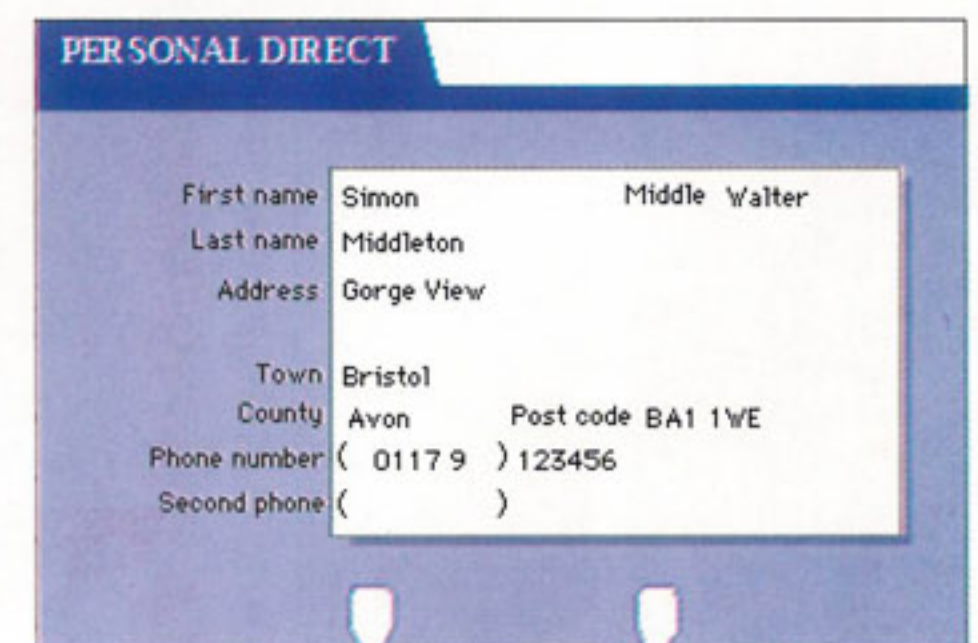 PERSONAL DIRECT
First name Simon Middle Walter
Last name Middleton
Address Gorge View
Town Bristol
County Avon Post code BA1 1WE
Phone number ( 0117 9 ) 123456
Second phone ( )